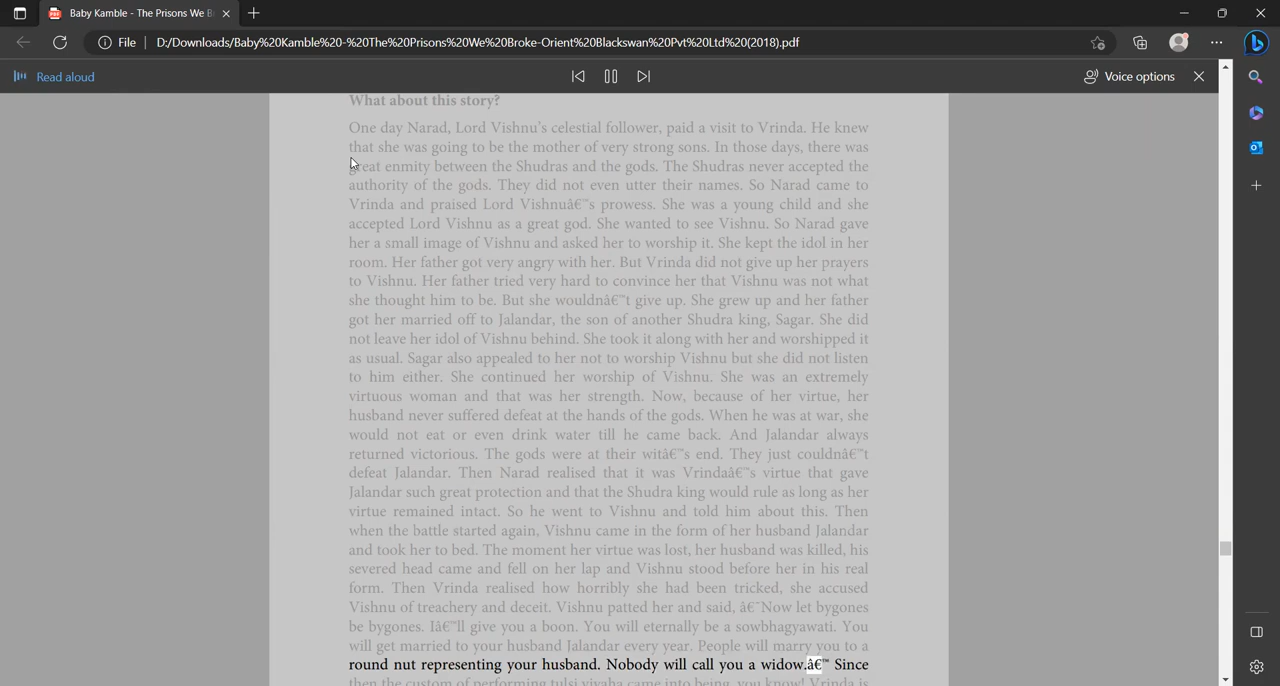 Baby Kamble - The Prisons We B
File
D:/Downloads/Baby%20Kamble%20-%20The%20Prisons%20We%20Broke-Orient%20Blackswan%20Pvt%20Ltd%20(2018).pdf
Read aloud
Voice options
What about this story?
One day Narad, Lord Vishnu's celestial follower, paid a visit to Vrinda. He knew
that she was going to be the mother of very strong sons. In those days, there was
great enmity between the Shudras and the gods. The Shudras never accepted the
authority of the gods. They did not even utter their names. So Narad came to
Vrinda and praised Lord Vishnuâ€™s prowess. She was a young child and she
accepted Lord Vishnu as a great god. She wanted to see Vishnu. So Narad gave
her a small image of Vishnu and asked her to worship it. She kept the idol in her
room. Her father got very angry with her. But Vrinda did not give up her prayers
to Vishnu. Her father tried very hard to convince her that Vishnu was not what
she thought him to be. But she wouldnâ€™t give up. She grew up and her father
got her married off to Jalandar, the son of another Shudra king, Sagar. She did
not leave her idol of Vishnu behind. She took it along with her and worshipped it
as usual. Sagar also appealed to her not to worship Vishnu but she did not listen
to him either. She continued her worship of Vishnu. She was an extremely
virtuous woman and that was her strength. Now, because of her virtue, her
husband never suffered defeat at the hands of the gods. When he was at war, she
would not eat or even drink water till he came back. And Jalandar always
returned victorious. The gods were at their witâ€™s end. They just couldnâ€™t
defeat Jalandar. Then Narad realised that it was Vrindaâ€™s virtue that gave
Jalandar such great protection and that the Shudra king would rule as long as her
virtue remained intact. So he went to Vishnu and told him about this. Then
when the battle started again, Vishnu came in the form of her husband Jalandar
and took her to bed. The moment her virtue was lost, her husband was killed, his
severed head came and fell on her lap and Vishnu stood before her in his real
form. Then Vrinda realised how horribly she had been tricked, she accused
Vishnu of treachery and deceit. Vishnu patted her and said, â€˜Now let bygones
be bygones. Iâ€™ll give you a boon. You will eternally be a sowbhagyawati. You
will get married to your husband Jalandar every year. People will marry you to a
round nut representing your husband. Nobody will call you a widow.â€™ Since
then the custom of performing tulsi vivaha came into being, you know! Vrinda is